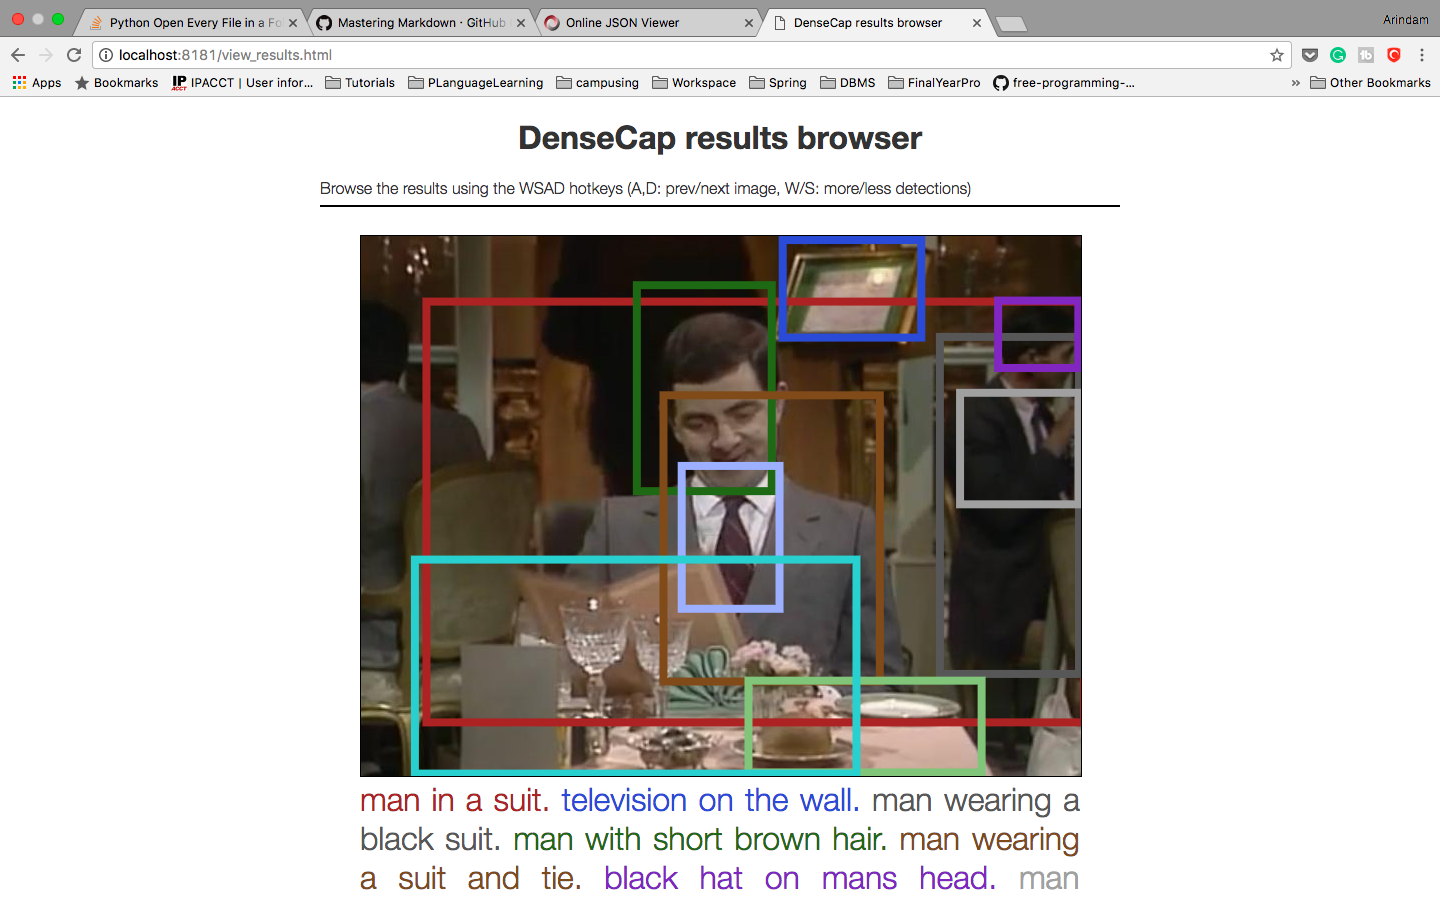 Python Open Every File in a Fo
Mastering Markdown · GitHub
Online JSON Viewer
DenseCap results browser
Arindam
localhost:8181/view_results.html
Apps
Bookmarks
IP IPACCT | User infor...
ACCT
Tutorials
PLanguageLearning
campusing
Workspace
Spring
DBMS
FinalYearPro
free-programming-...
»
Other Bookmarks
DenseCap results browser
Browse the results using the WSAD hotkeys (A,D: prev/next image, W/S: more/less detections)
man in a suit. television on the wall. man wearing a
black suit. man with short brown hair. man wearing
a suit and tie. black hat on mans head. man